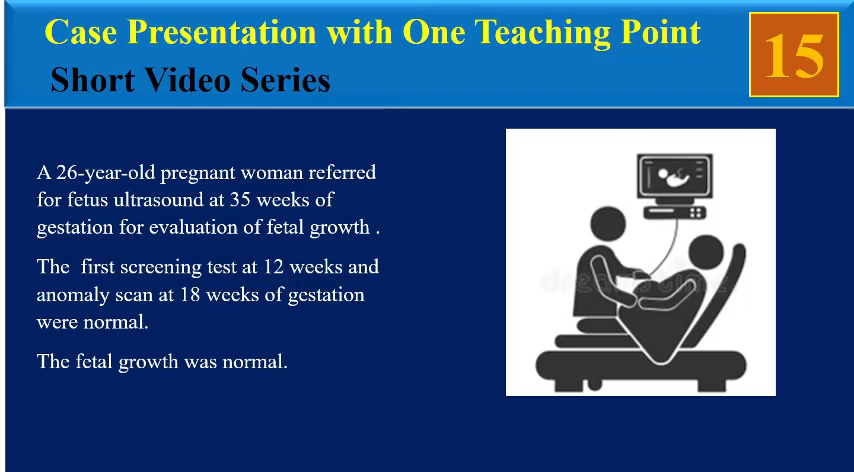 Case Presentation with One Teaching Point
Short Video Series
15
A 26-year-old pregnant woman referred
for fetus ultrasound at 35 weeks of
gestation for evaluation of fetal growth .
The first screening test at 12 weeks and
anomaly scan at 18 weeks of gestation
were normal.
The fetal growth was normal.